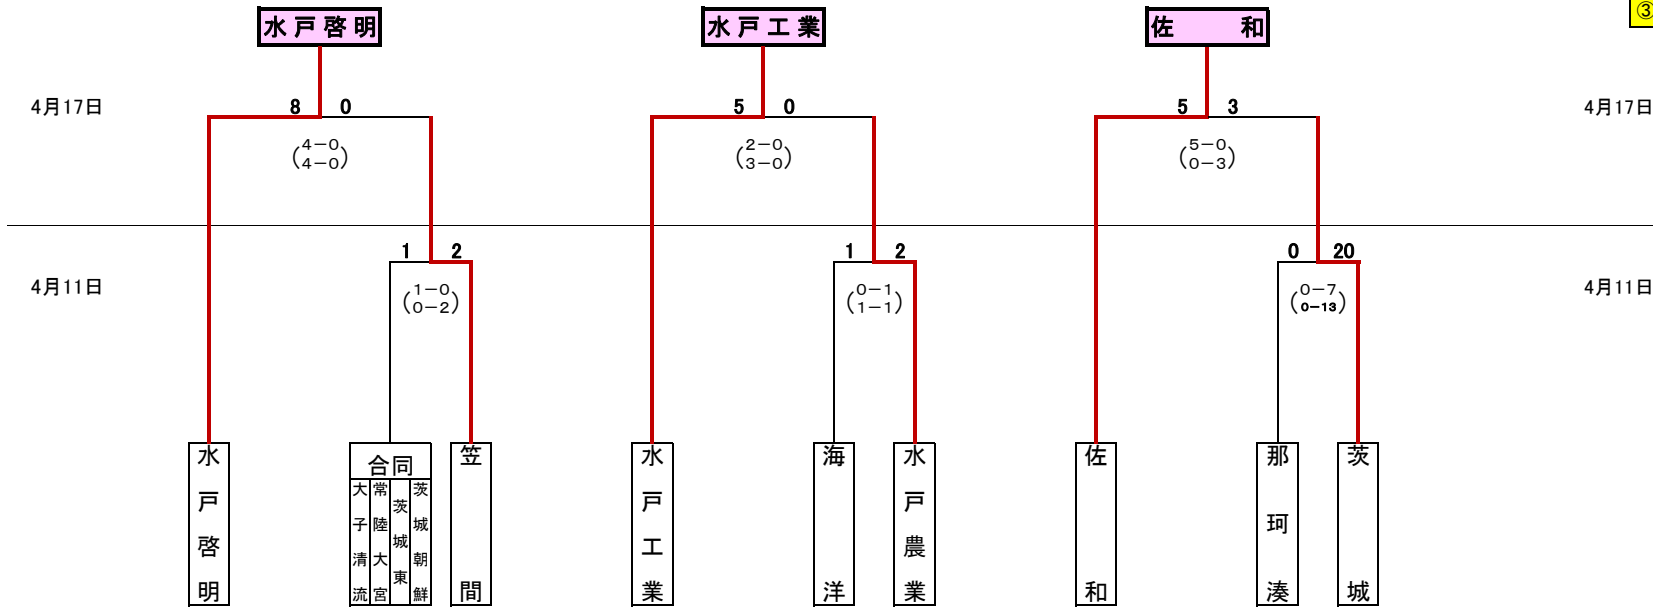 ③
水戸啓明
水戸工業
佐和
4月17日
8 0
5 0
5 3
4月17日
(4－0
4－0)
(2－0
3－0)
(5－0
0－3)
1 2
1 2
0 20
4月11日
(1－0
0－2)
(0－1
1－1)
(0－7
0－13)
4月11日
水戸啓明
合同
大子清流
常陸大宮
茨城東
茨城朝鮮
笠間
水戸工業
海洋
水戸農業
佐和
那珂湊
茨城